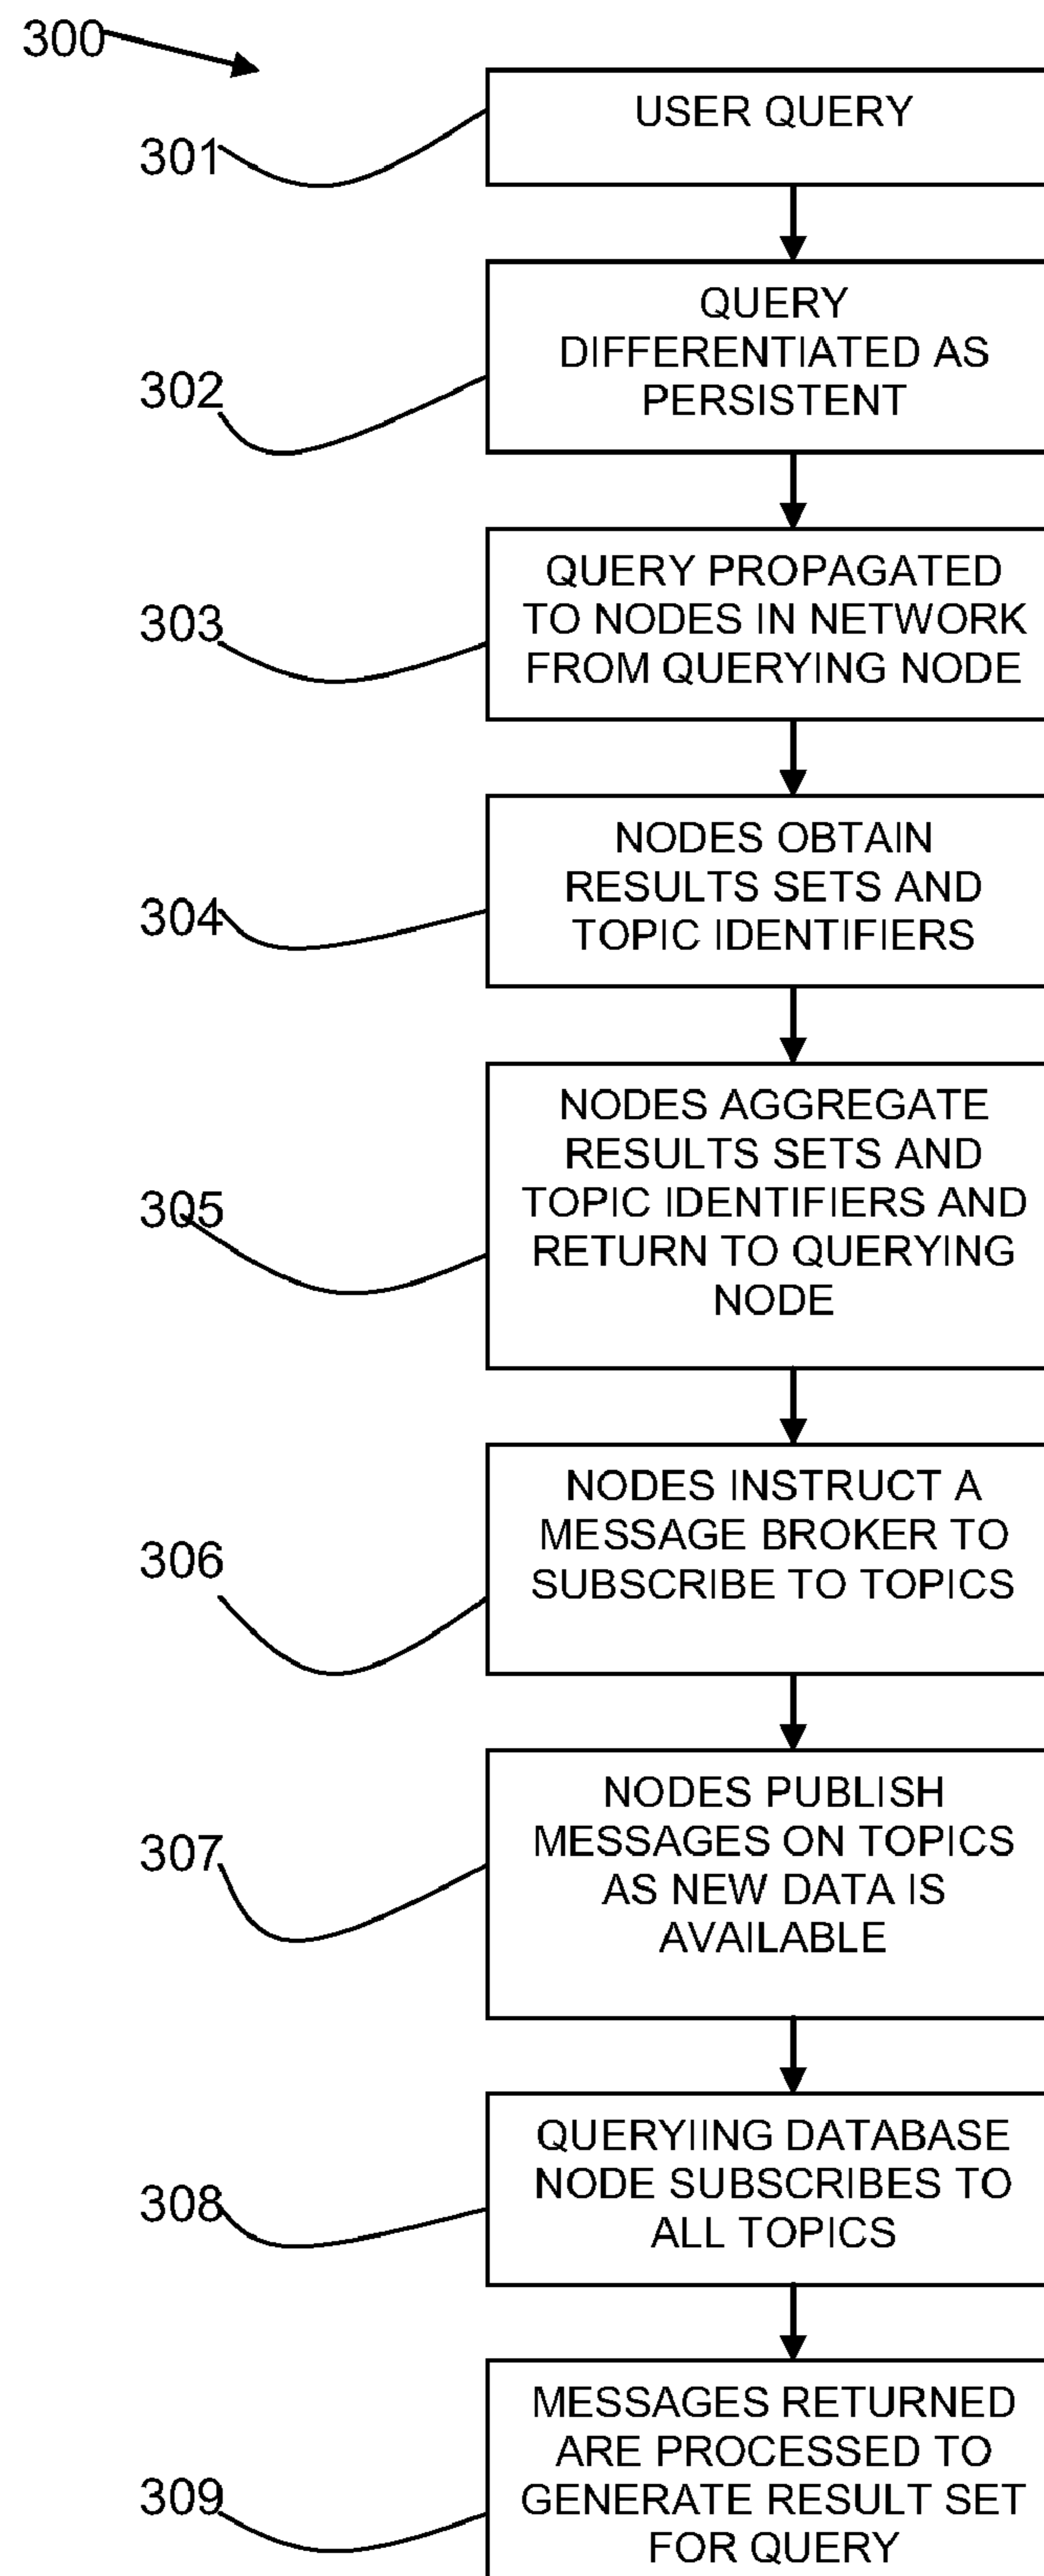 300
301
USER QUERY
302
QUERY
DIFFERENTIATED AS
PERSISTENT
303
QUERY PROPAGATED
TO NODES IN NETWORK
FROM QUERYING NODE
304
NODES OBTAIN
RESULTS SETS AND
TOPIC IDENTIFIERS
305
NODES AGGREGATE
RESULTS SETS AND
TOPIC IDENTIFIERS AND
RETURN TO QUERYING
NODE
306
NODES INSTRUCT A
MESSAGE BROKER TO
SUBSCRIBE TO TOPICS
307
NODES PUBLISH
MESSAGES ON TOPICS
AS NEW DATA IS
AVAILABLE
308
QUERYIING DATABASE
NODE SUBSCRIBES TO
ALL TOPICS
309
MESSAGES RETURNED
ARE PROCESSED TO
GENERATE RESULT SET
FOR QUERY